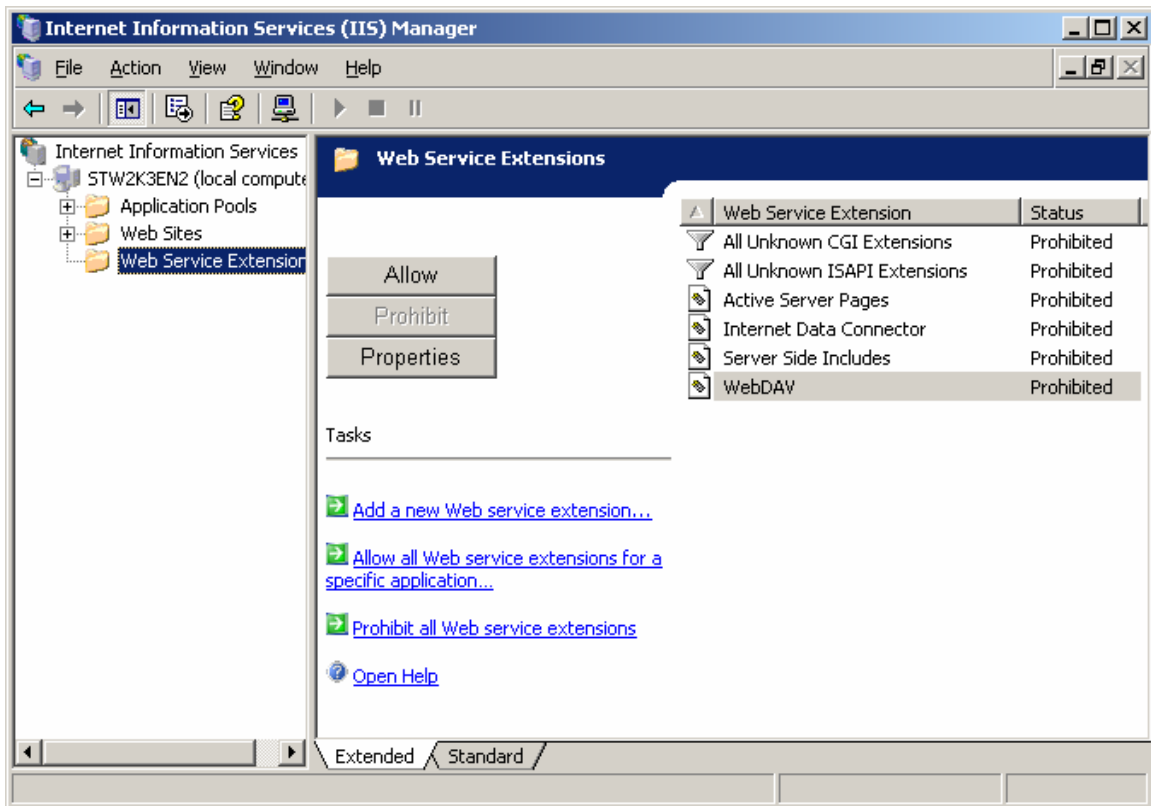 Internet Information Services (IIS) Manager
File Action View Window Help
Internet Information Services
STW2K3EN2 (local compute
Application Pools
Web Sites
Web Service Extension
Web Service Extensions
Allow
Prohibit
Properties
Tasks
Add a new Web service extension...
Allow all Web service extensions for a
specific application...
Prohibit all Web service extensions
Open Help
Web Service Extension Status
All Unknown CGI Extensions Prohibited
All Unknown ISAPI Extensions Prohibited
Active Server Pages Prohibited
Internet Data Connector Prohibited
Server Side Includes Prohibited
WebDAV Prohibited
Extended Standard